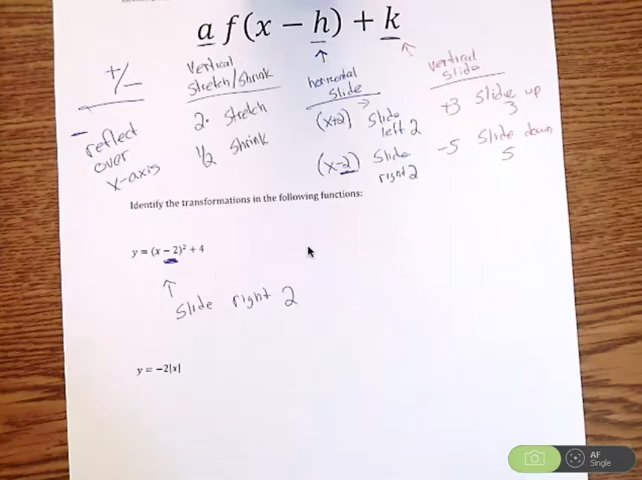 a f(x − h) + k
+/−
Vertical
Stretch/Shrink
horizontal
Slide
vertical
Slide
− reflect
over
x-axis
2· Stretch
1/2 Shrink
(x+2) Slide
left 2
(x−2) Slide
right 2
+3 Slide up
3
−5 Slide down
5
Identify the transformations in the following functions:
y = (x − 2)² + 4
Slide right 2
y = −2|x|
AF
Single